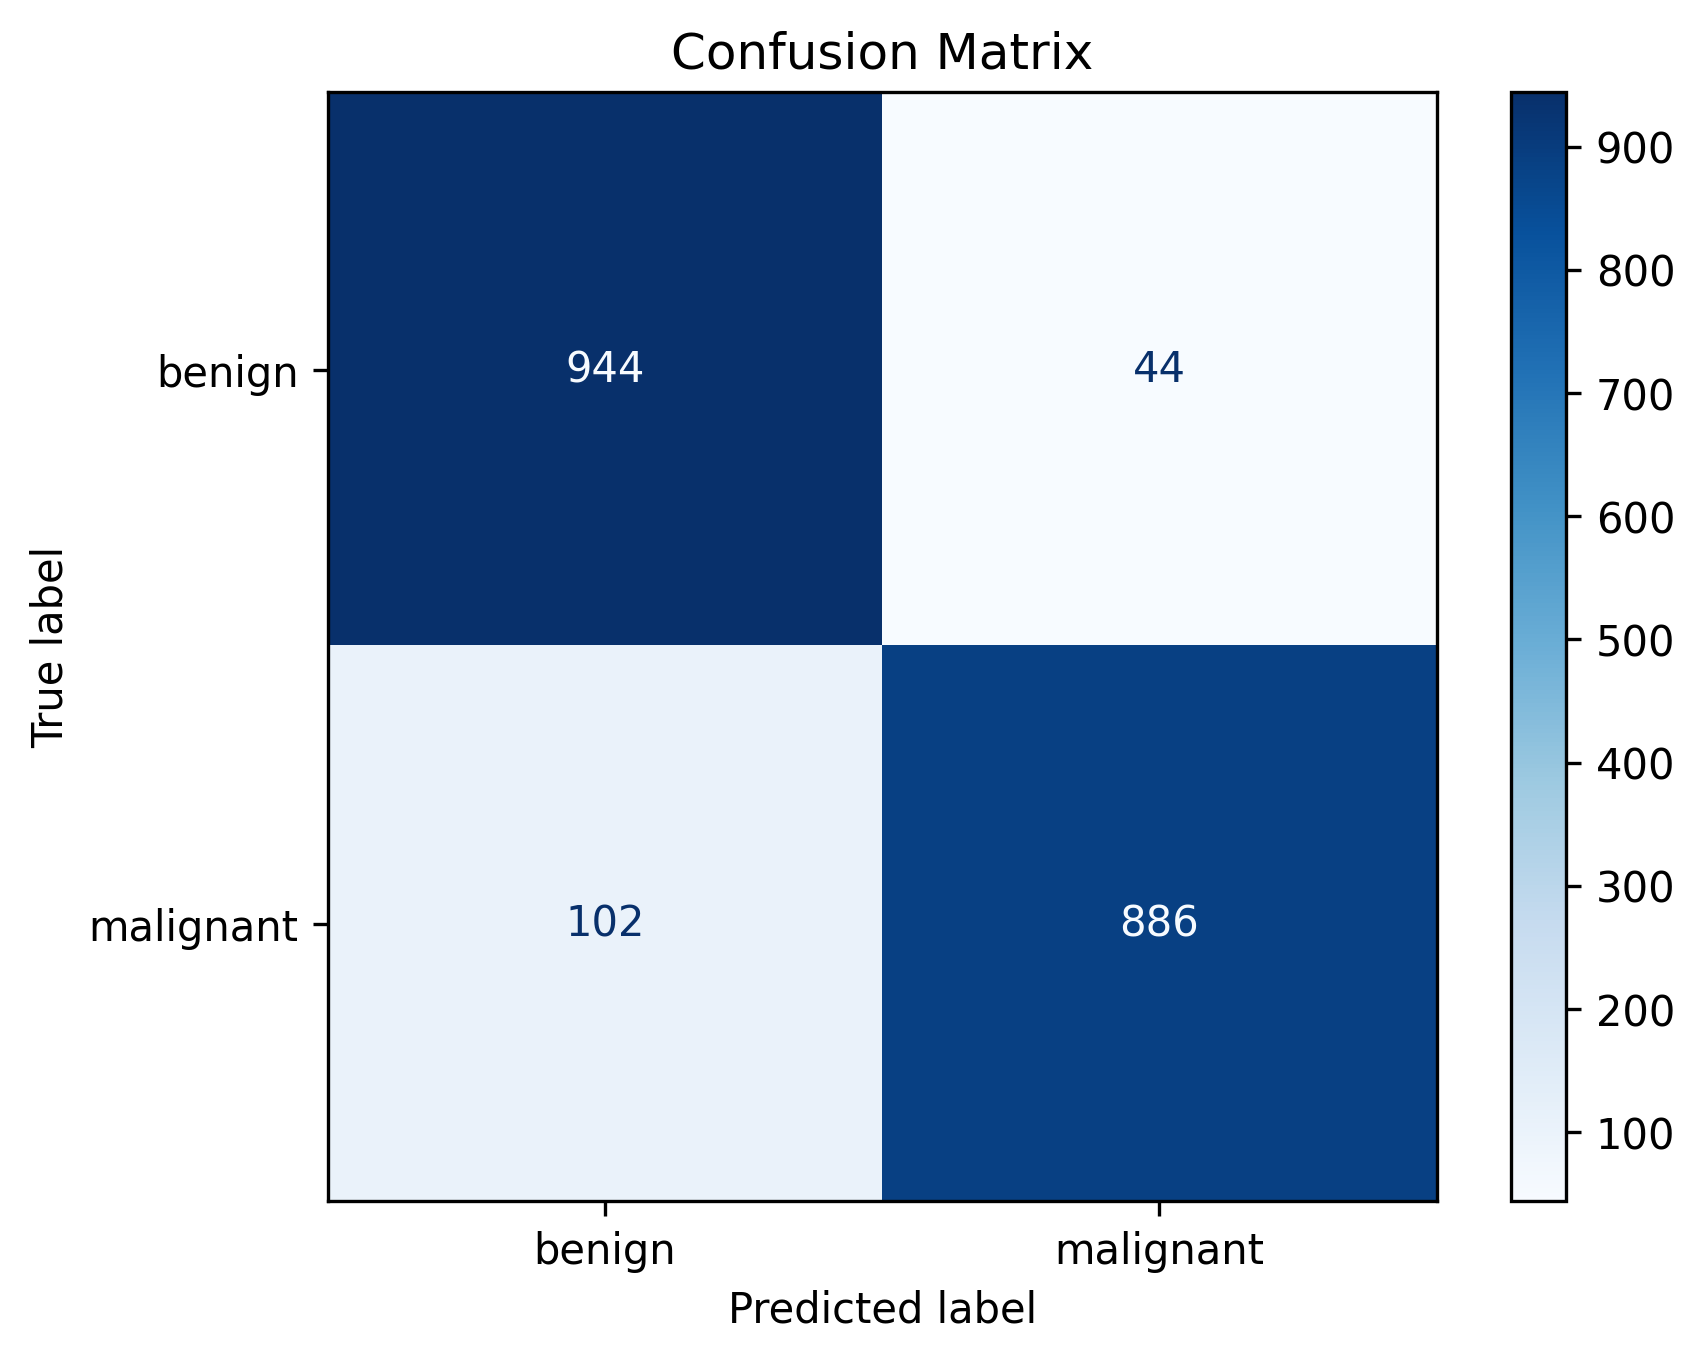 Confusion Matrix
benign
malignant
True label
944
44
102
886
benign
malignant
Predicted label
900
800
700
600
500
400
300
200
100